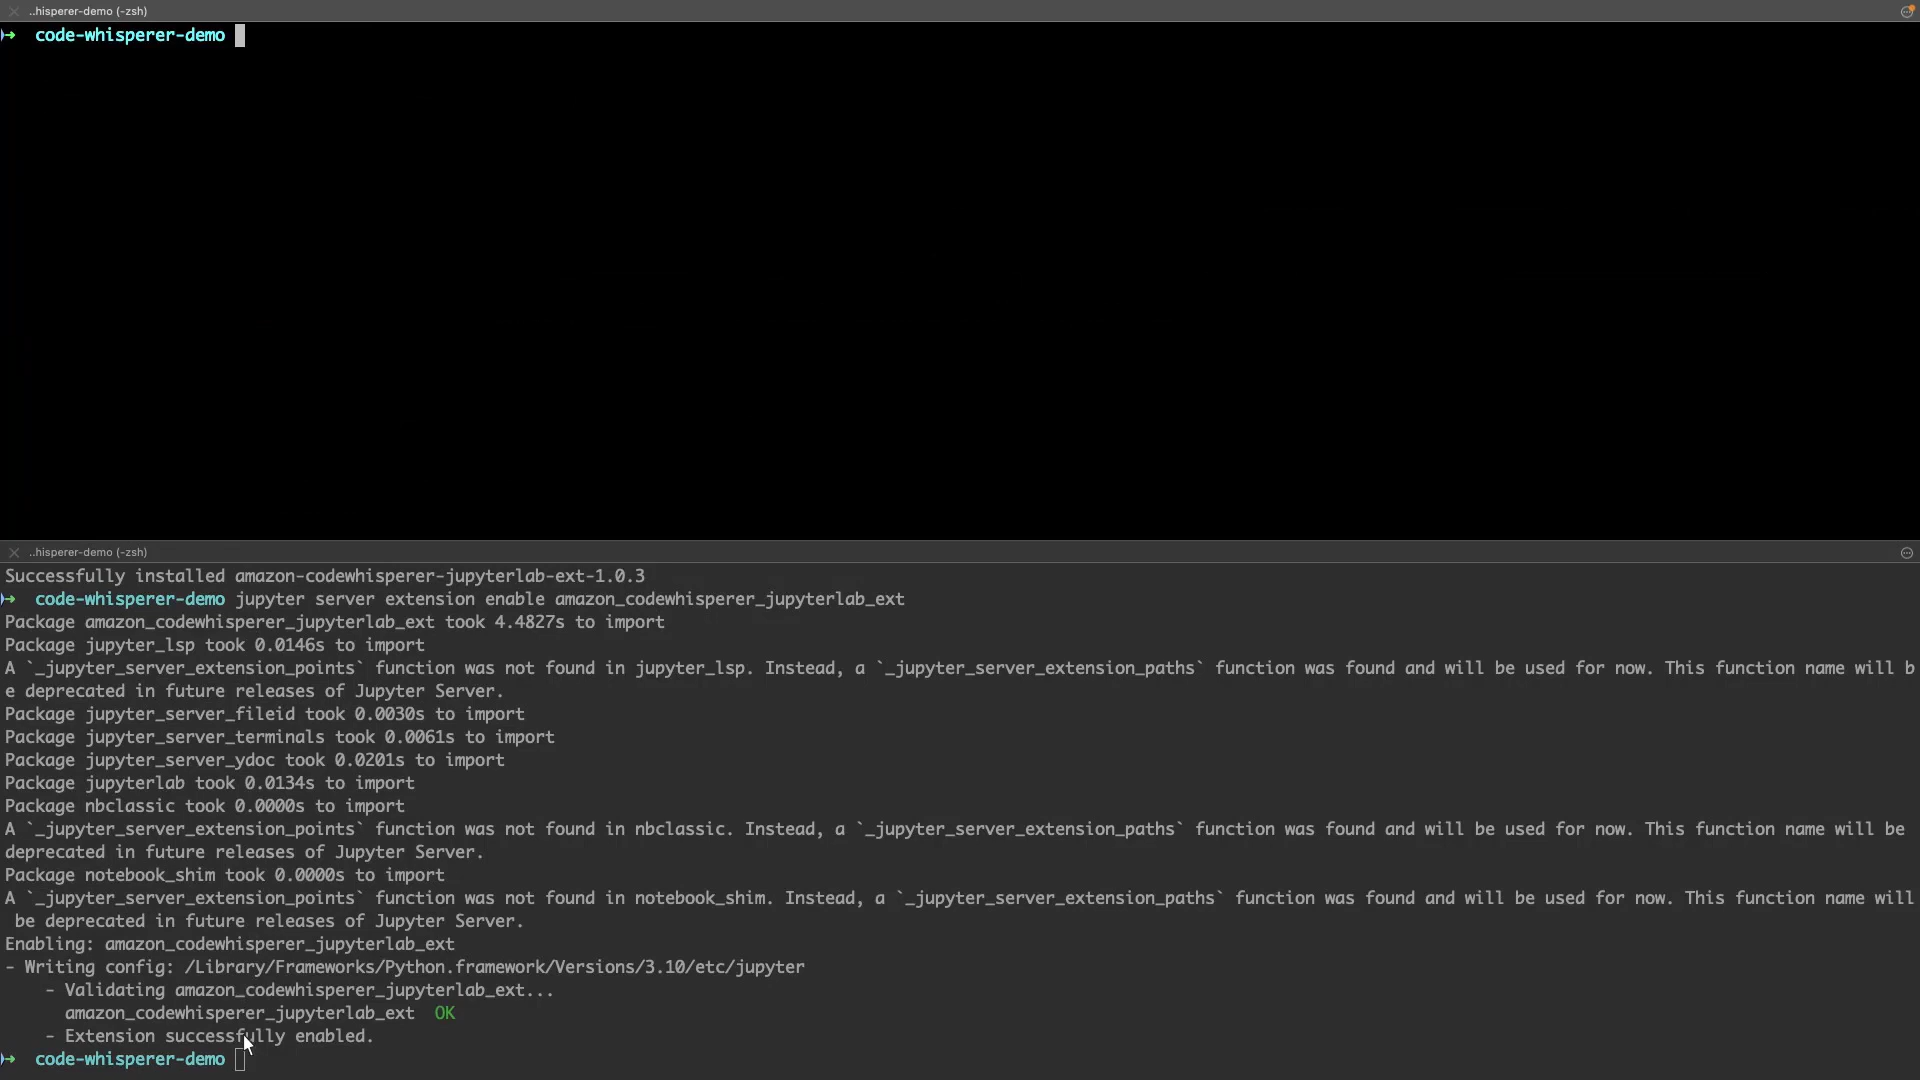 ..hisperer-demo (-zsh)
code-whisperer-demo
..hisperer-demo (-zsh)
Successfully installed amazon-codewhisperer-jupyterlab-ext-1.0.3
code-whisperer-demo jupyter server extension enable amazon_codewhisperer_jupyterlab_ext
Package amazon_codewhisperer_jupyterlab_ext took 4.4827s to import
Package jupyter_lsp took 0.0146s to import
A `_jupyter_server_extension_points` function was not found in jupyter_lsp. Instead, a `_jupyter_server_extension_paths` function was found and will be used for now. This function name will b
e deprecated in future releases of Jupyter Server.
Package jupyter_server_fileid took 0.0030s to import
Package jupyter_server_terminals took 0.0061s to import
Package jupyter_server_ydoc took 0.0201s to import
Package jupyterlab took 0.0134s to import
Package nbclassic took 0.0000s to import
A `_jupyter_server_extension_points` function was not found in nbclassic. Instead, a `_jupyter_server_extension_paths` function was found and will be used for now. This function name will be
deprecated in future releases of Jupyter Server.
Package notebook_shim took 0.0000s to import
A `_jupyter_server_extension_points` function was not found in notebook_shim. Instead, a `_jupyter_server_extension_paths` function was found and will be used for now. This function name will
be deprecated in future releases of Jupyter Server.
Enabling: amazon_codewhisperer_jupyterlab_ext
- Writing config: /Library/Frameworks/Python.framework/Versions/3.10/etc/jupyter
- Validating amazon_codewhisperer_jupyterlab_ext...
amazon_codewhisperer_jupyterlab_ext OK
- Extension successfully enabled.
code-whisperer-demo